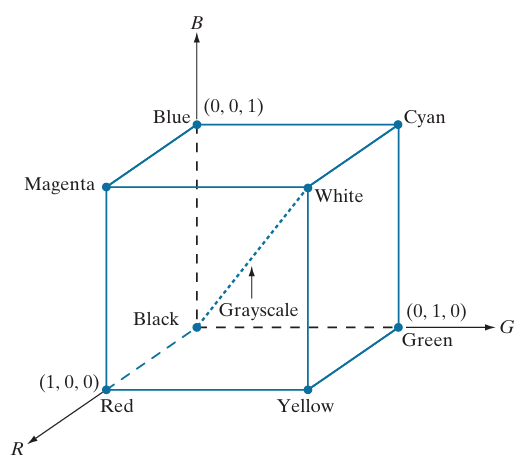 B
Blue
(0, 0, 1)
Cyan
Magenta
White
Grayscale
Black
(0, 1, 0)
G
Green
(1, 0, 0)
Red
Yellow
R